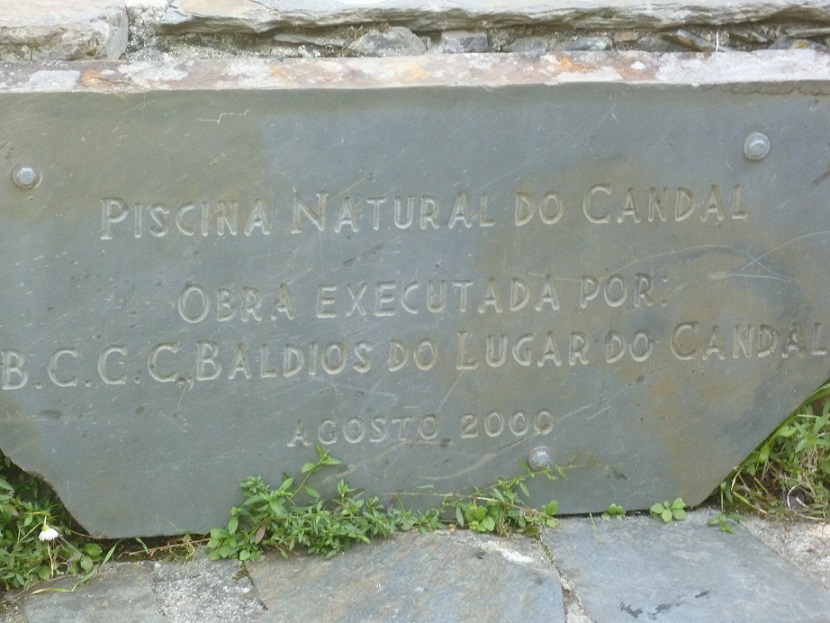 PISCINA NATURAL DO CANDAL
OBRA EXECUTADA POR:
B.C.C.C, BALDIOS DO LUGAR DO CANDAL
AGOSTO 2000